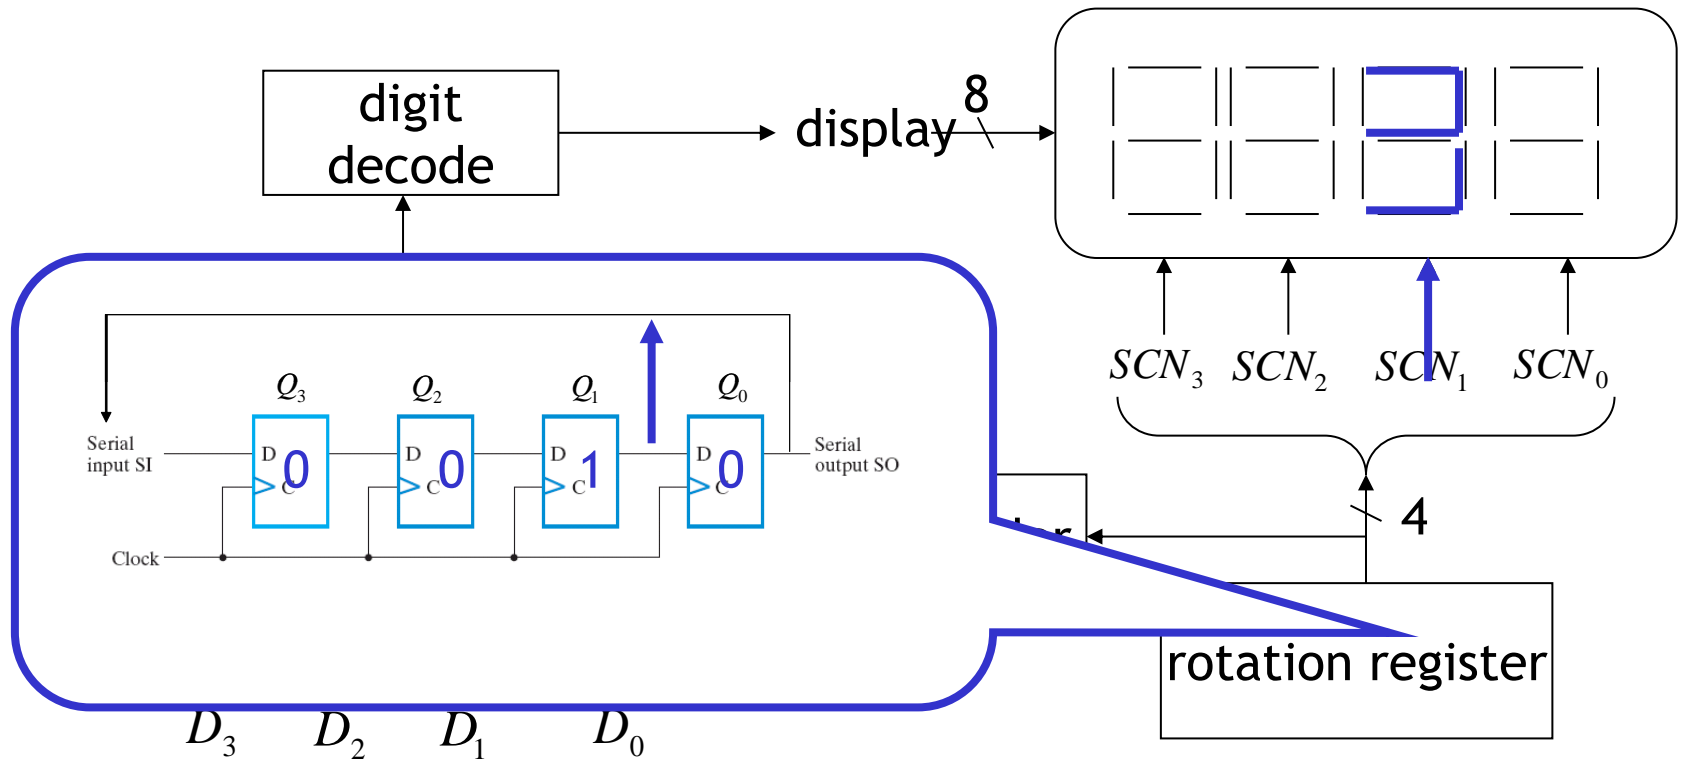 digit
decode
display
8
SCN3
SCN2
SCN1
SCN0
Q3
Q2
Q1
Q0
Serial
input SI
D
C
0
D
C
0
D
C
1
D
C
0
Serial
output SO
Clock
4
rotation register
D3
D2
D1
D0